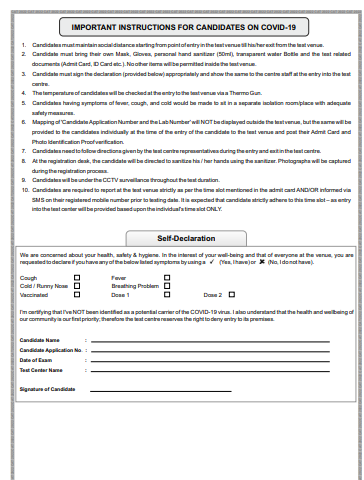 IMPORTANT INSTRUCTIONS FOR CANDIDATES ON COVID-19
1. Candidates must maintain social distance starting from point of entry in the test venue till his/her exit from the test venue.
2. Candidate must bring their own Mask, Gloves, personal hand sanitizer (50ml), transparent water Bottle and the test related
documents (Admit Card, ID Card etc.). No other items will be permitted inside the test venue.
3. Candidate must sign the declaration (provided below) appropriately and show the same to the centre staff at the entry into the test
centre.
4. The temperature of candidates will be checked at the entry to the test venue via a Thermo Gun.
5. Candidates having symptoms of fever, cough, and cold would be made to sit in a separate isolation room/place with adequate
safety measures.
6. Mapping of 'Candidate Application Number and the Lab Number' will NOT be displayed outside the test venue, but the same will be
provided to the candidates individually at the time of the entry of the candidate to the test venue and post their Admit Card and
Photo Identification Proof verification.
7. Candidates need to follow directions given by the test centre representatives during the entry and exit in the test centre.
8. At the registration desk, the candidate will be directed to sanitize his / her hands using the sanitizer. Photographs will be captured
during the registration process.
9. Candidates will be under the CCTV surveillance throughout the test duration.
10. Candidates are required to report at the test venue strictly as per the time slot mentioned in the admit card AND/OR informed via
SMS on their registered mobile number prior to testing date. It is expected that candidate strictly adhere to this time slot – as entry
into the test center will be provided based upon the individual's time slot ONLY.
Self-Declaration
We are concerned about your health, safety & hygiene. In the interest of your well-being and that of everyone at the venue, you are
requested to declare if you have any of the below listed symptoms by using a ✓ (Yes, I have) or ✘ (No, I do not have).
Cough Fever
Cold / Runny Nose Breathing Problem
Vaccinated Dose 1 Dose 2
I'm certifying that I've NOT been identified as a potential carrier of the COVID-19 virus. I also understand that the health and wellbeing of
our community is our first priority; therefore the test centre reserves the right to deny entry to its premises.
Candidate Name :
Candidate Application No. :
Date of Exam :
Test Center Name :
Signature of Candidate :